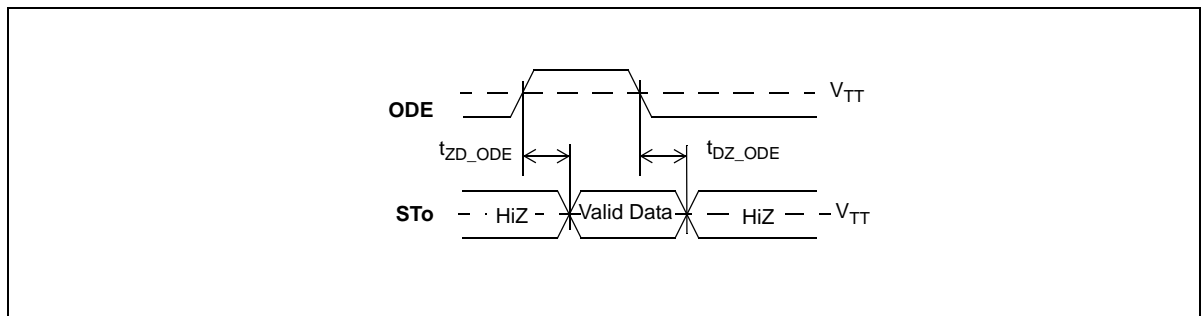 V_TT
ODE
t_ZD_ODE
t_DZ_ODE
STo
HiZ
Valid Data
HiZ
V_TT